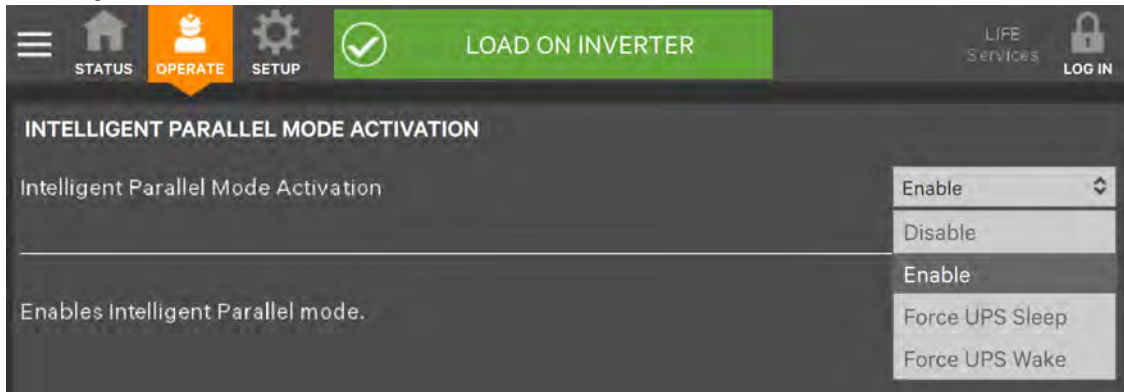 STATUS
OPERATE
SETUP
LOAD ON INVERTER
LIFE
Services
LOG IN
INTELLIGENT PARALLEL MODE ACTIVATION
Intelligent Parallel Mode Activation
Enable
Disable
Enable
Enables Intelligent Parallel mode.
Force UPS Sleep
Force UPS Wake